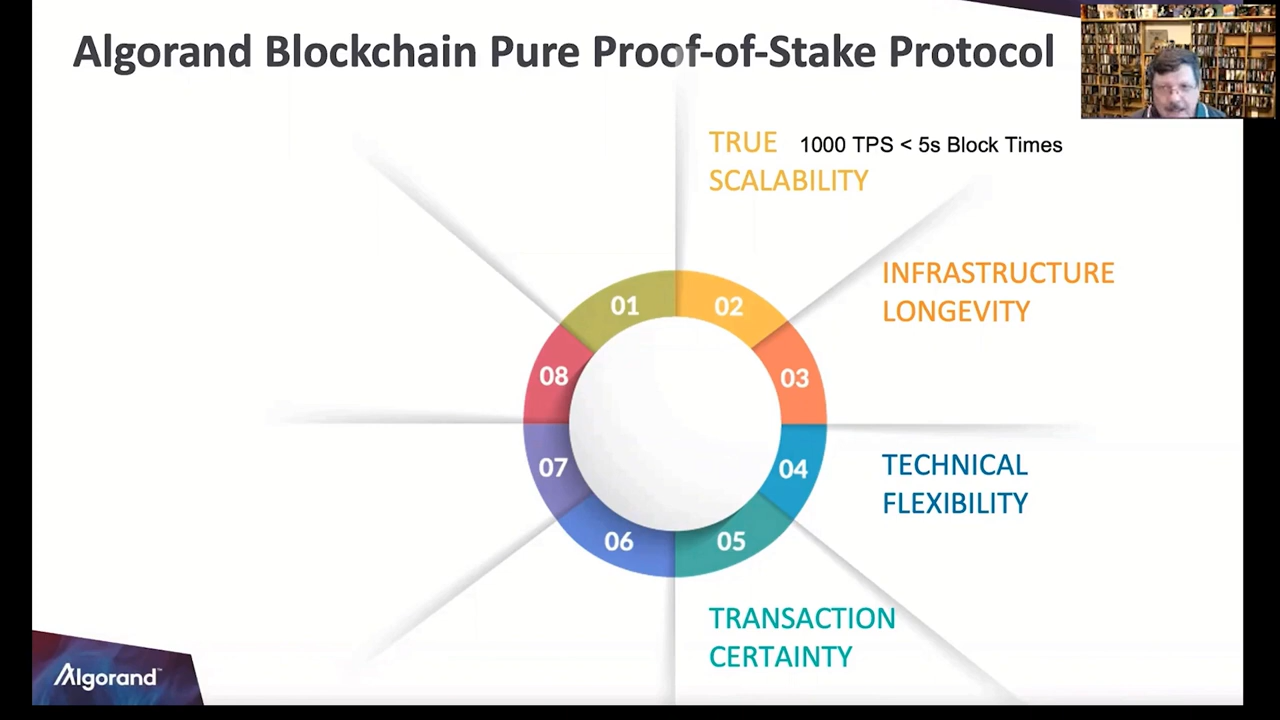 Algorand Blockchain Pure Proof-of-Stake Protocol
TRUE 1000 TPS < 5s Block Times
SCALABILITY
INFRASTRUCTURE
LONGEVITY
01
02
08
03
07
04
TECHNICAL
FLEXIBILITY
06
05
TRANSACTION
CERTAINTY
Algorand™